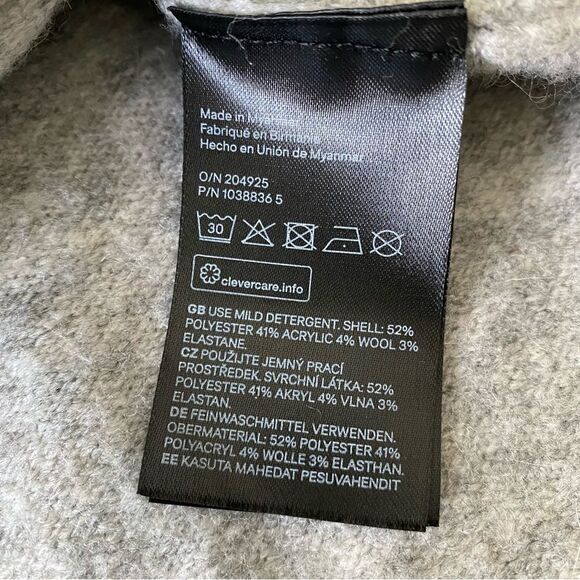 Made in
Fabriqué en
Hecho en Unión de Myanmar
O/N 204925
P/N 1038836 5
30
clevercare.info
GB USE MILD DETERGENT. SHELL: 52%
POLYESTER 41% ACRYLIC 4% WOOL 3%
ELASTANE.
CZ POUŽIJTE JEMNÝ PRACÍ
PROSTŘEDEK. SVRCHNÍ LÁTKA: 52%
POLYESTER 41% AKRYL 4% VLNA 3%
ELASTAN.
DE FEINWASCHMITTEL VERWENDEN.
OBERMATERIAL: 52% POLYESTER 41%
POLYACRYL 4% WOLLE 3% ELASTHAN.
EE KASUTA MAHEDAT PESUVAHENDIT